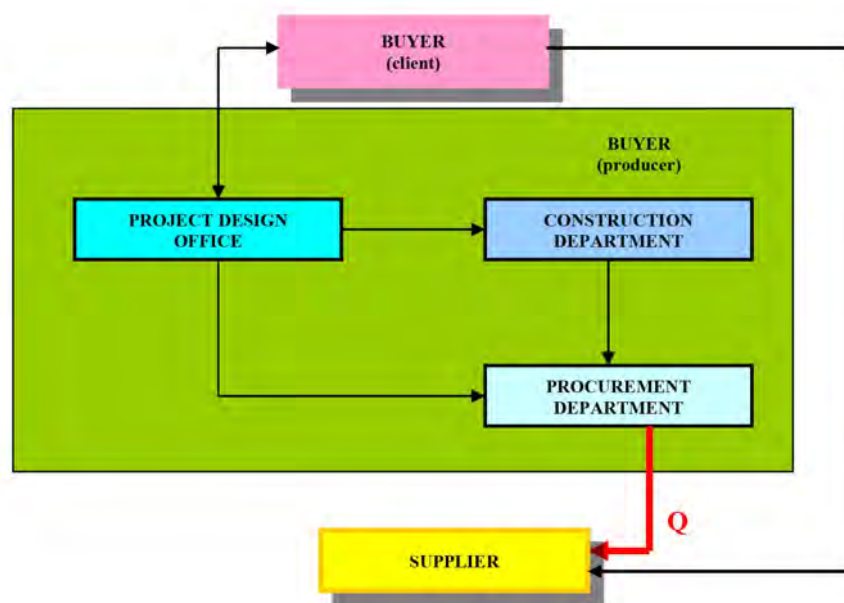 BUYER
(client)
BUYER
(producer)
PROJECT DESIGN
OFFICE
CONSTRUCTION
DEPARTMENT
PROCUREMENT
DEPARTMENT
Q
SUPPLIER